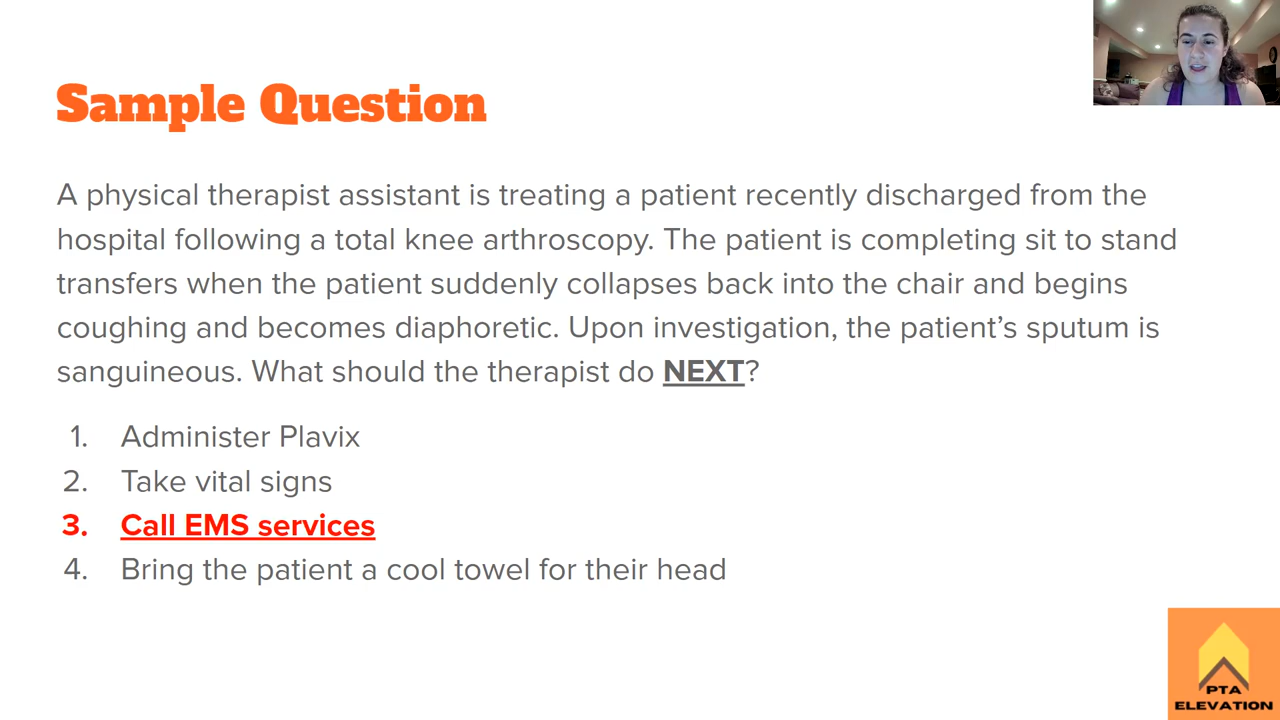 Sample Question
A physical therapist assistant is treating a patient recently discharged from the
hospital following a total knee arthroscopy. The patient is completing sit to stand
transfers when the patient suddenly collapses back into the chair and begins
coughing and becomes diaphoretic. Upon investigation, the patient’s sputum is
sanguineous. What should the therapist do NEXT?
1. Administer Plavix
2. Take vital signs
3. Call EMS services
4. Bring the patient a cool towel for their head
PTA
ELEVATION